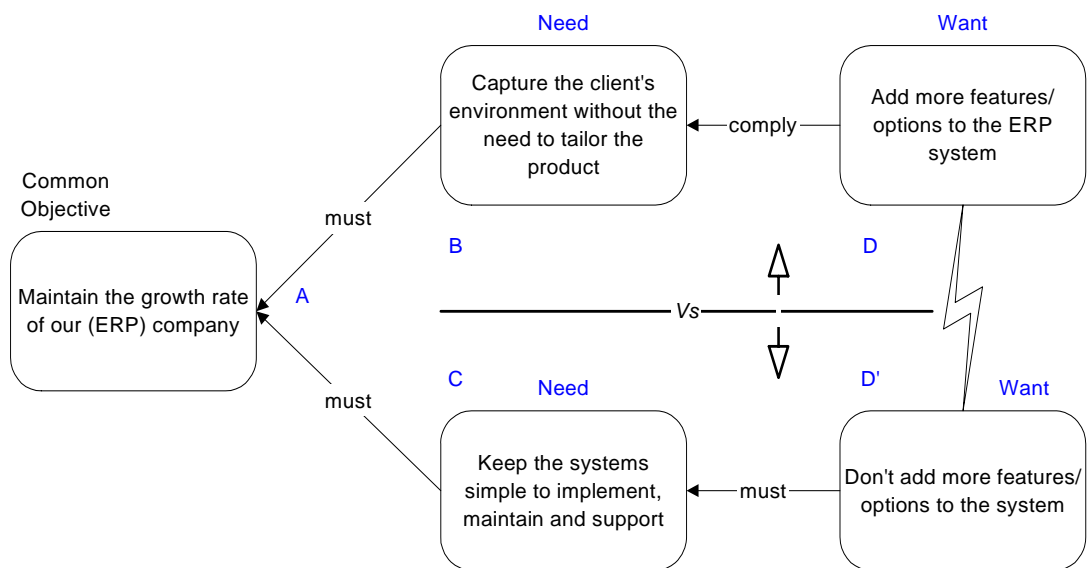 Need
Want
Capture the client's
environment without the
need to tailor the
product
comply
Add more features/
options to the ERP
system
Common
Objective
must
B
D
Maintain the growth rate
of our (ERP) company
A
Vs
must
C
Need
D'
Want
Keep the systems
simple to implement,
maintain and support
must
Don't add more features/
options to the system